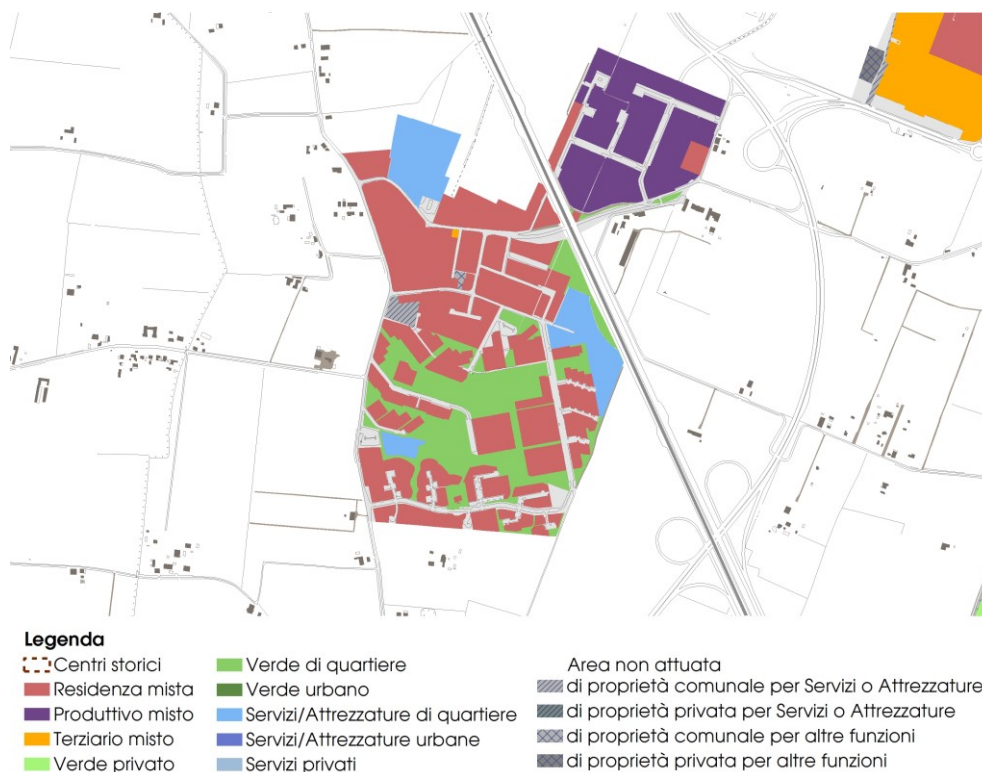 Legenda
Centri storici
Residenza mista
Produttivo misto
Terziario misto
Verde privato
Verde di quartiere
Verde urbano
Servizi/Attrezzature di quartiere
Servizi/Attrezzature urbane
Servizi privati
Area non attuata
di proprietà comunale per Servizi o Attrezzature
di proprietà privata per Servizi o Attrezzature
di proprietà comunale per altre funzioni
di proprietà privata per altre funzioni